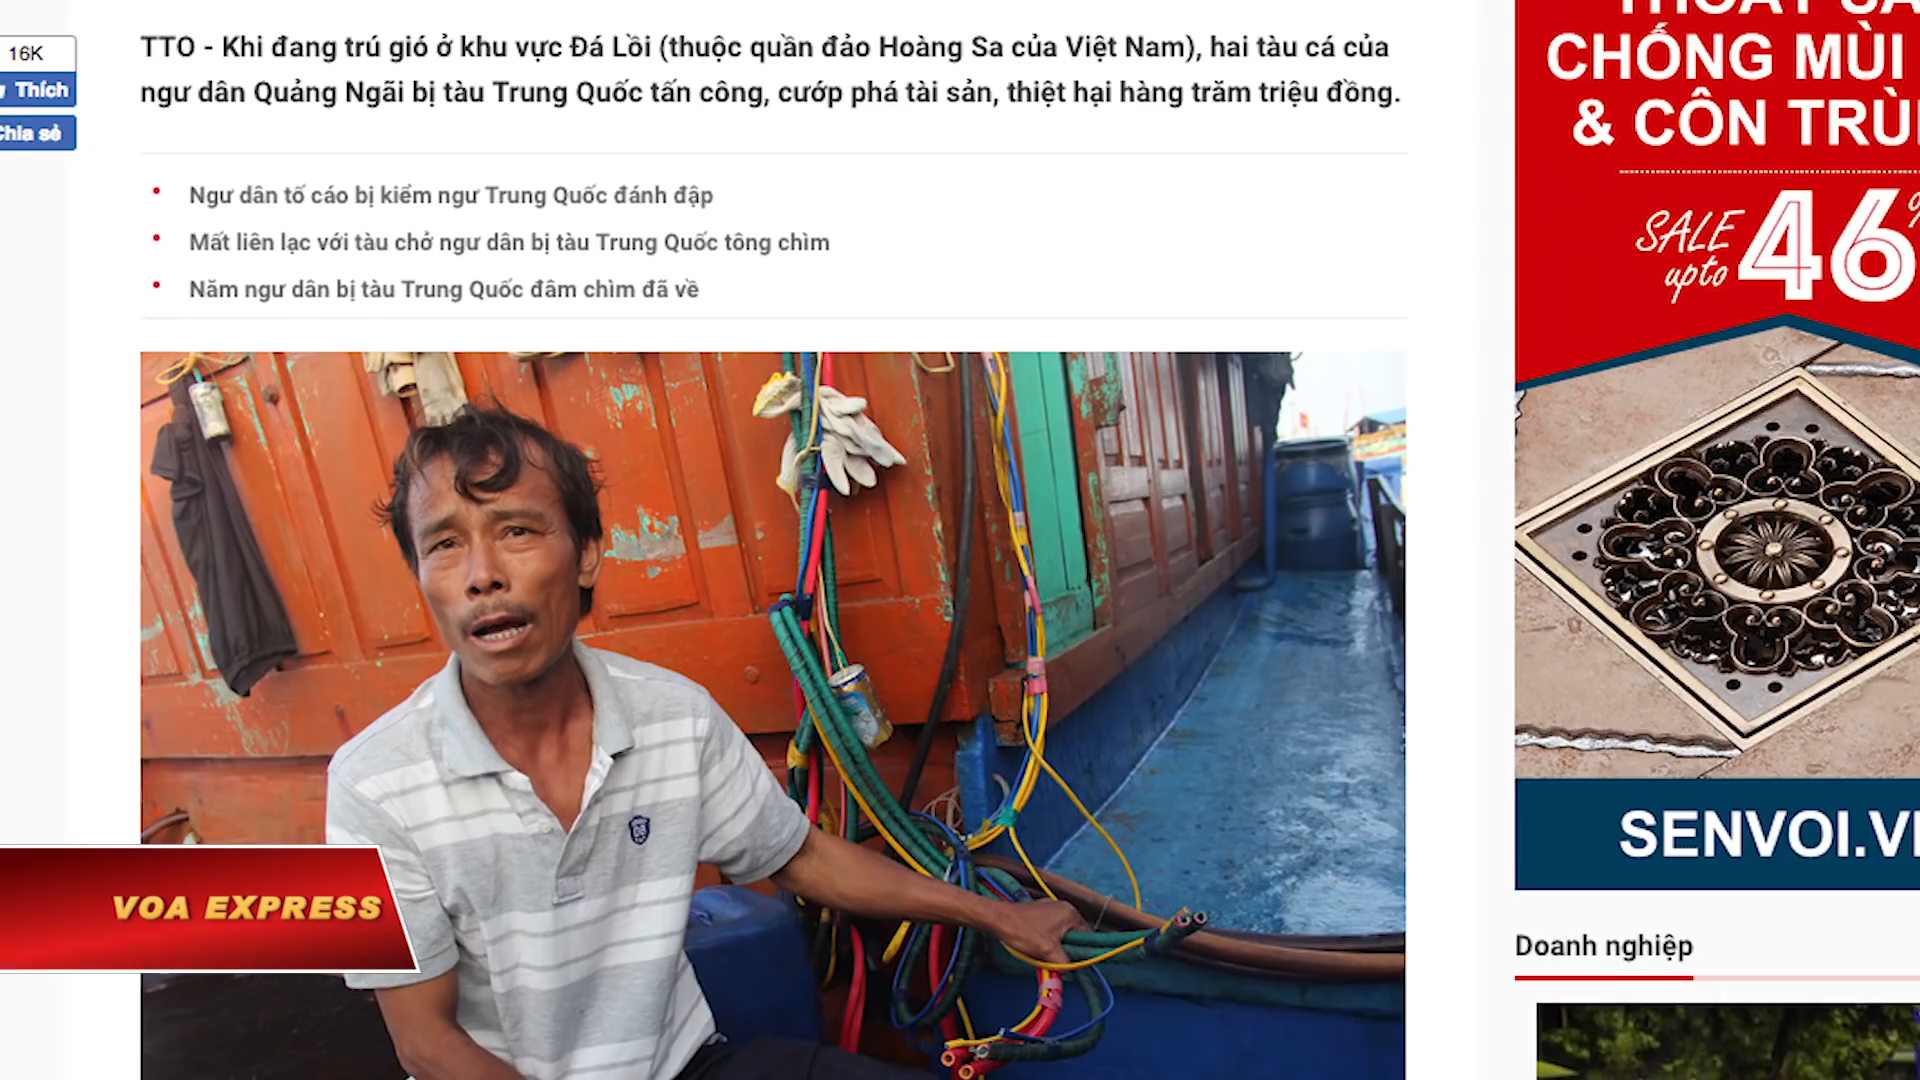 16K
Thích
Chia sẻ
TTO - Khi đang trú gió ở khu vực Đá Lồi (thuộc quần đảo Hoàng Sa của Việt Nam), hai tàu cá của
ngư dân Quảng Ngãi bị tàu Trung Quốc tấn công, cướp phá tài sản, thiệt hại hàng trăm triệu đồng.
Ngư dân tố cáo bị kiểm ngư Trung Quốc đánh đập
Mất liên lạc với tàu chở ngư dân bị tàu Trung Quốc tông chìm
Năm ngư dân bị tàu Trung Quốc đâm chìm đã về
VOA EXPRESS
CHỐNG MÙI
& CÔN
SALE
upto
46%
SENVOI.V
Doanh nghiệp